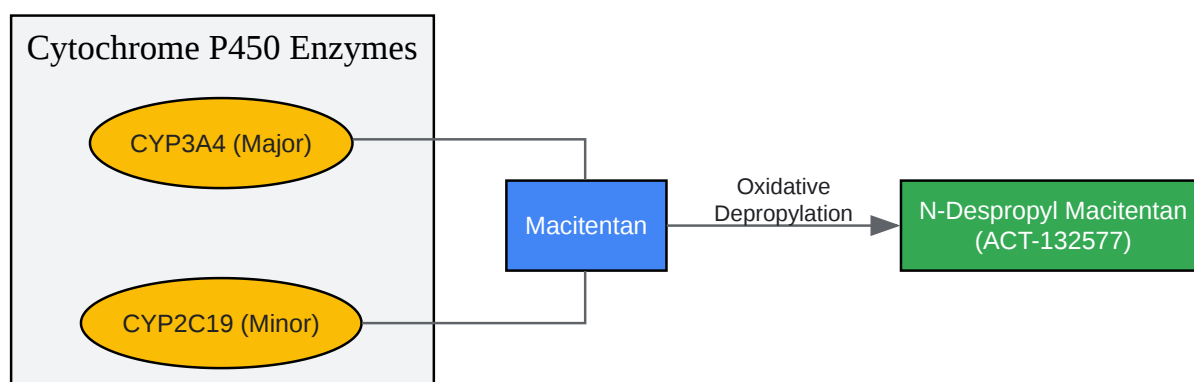 Cytochrome P450 Enzymes
CYP3A4 (Major)
CYP2C19 (Minor)
Macitentan
Oxidative
Depropylation
N-Despropyl Macitentan
(ACT-132577)